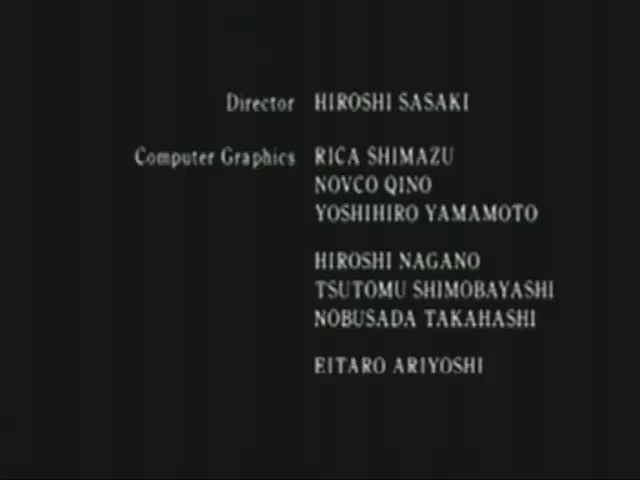 Director HIROSHI SASAKI
Computer Graphics RICA SHIMAZU
NOVCO QINO
YOSHIHIRO YAMAMOTO
HIROSHI NAGANO
TSUTOMU SHIMOBAYASHI
NOBUSADA TAKAHASHI
EITARO ARIYOSHI